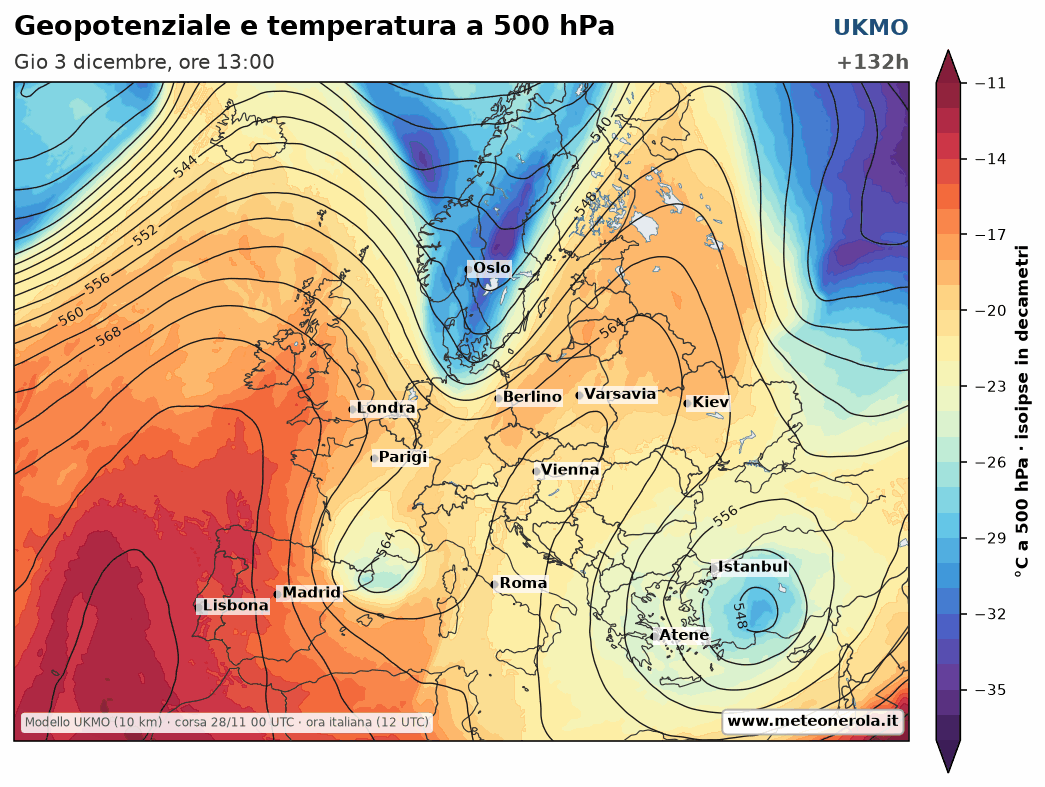 Geopotenziale e temperatura a 500 hPa
UKMO
Gio 3 dicembre, ore 13:00
+132h
−11
−14
−17
−20
−23
−26
−29
−32
−35
°C a 500 hPa · isoipse in decametri
540
544
548
552
556
560
564
568
Oslo
Berlino
Varsavia
Kiev
Londra
Parigi
Vienna
556
564
Istanbul
Roma
Madrid
Lisbona
548
Atene
Modello UKMO (10 km) · corsa 28/11 00 UTC · ora italiana (12 UTC)
www.meteonerola.it